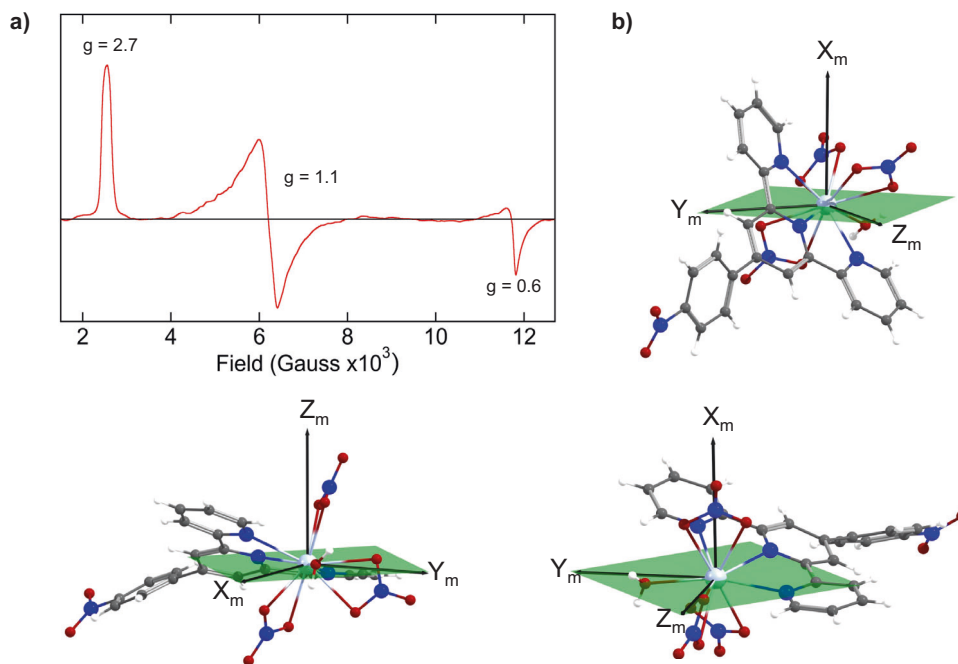 a)
g = 2.7
g = 1.1
g = 0.6
2 4 6 8 10 12
Field (Gauss x10³)
b)
Xₘ
Yₘ
Zₘ
Zₘ
Yₘ
Xₘ
Xₘ
Yₘ
Zₘ